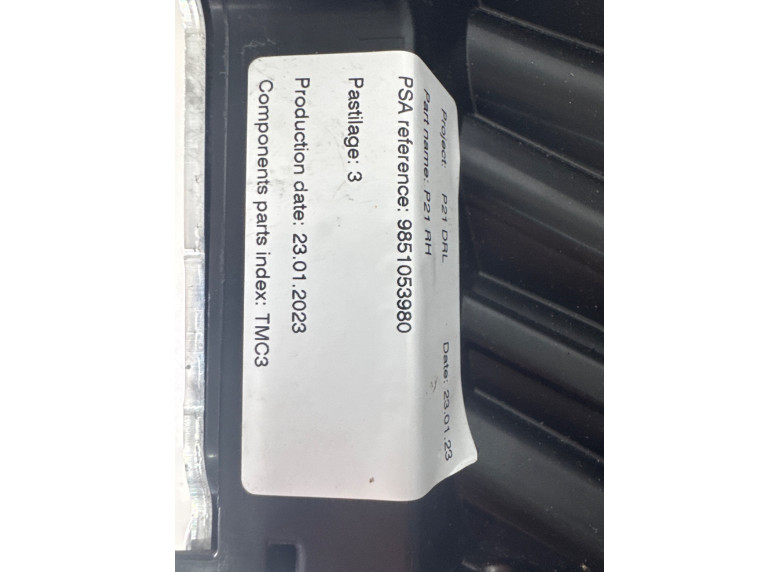 Project: P21 DRL Date: 23.01.23
Part name: P21 RH
PSA reference: 9851053980
Pastilage: 3
Production date: 23.01.2023
Components parts index: TMC3